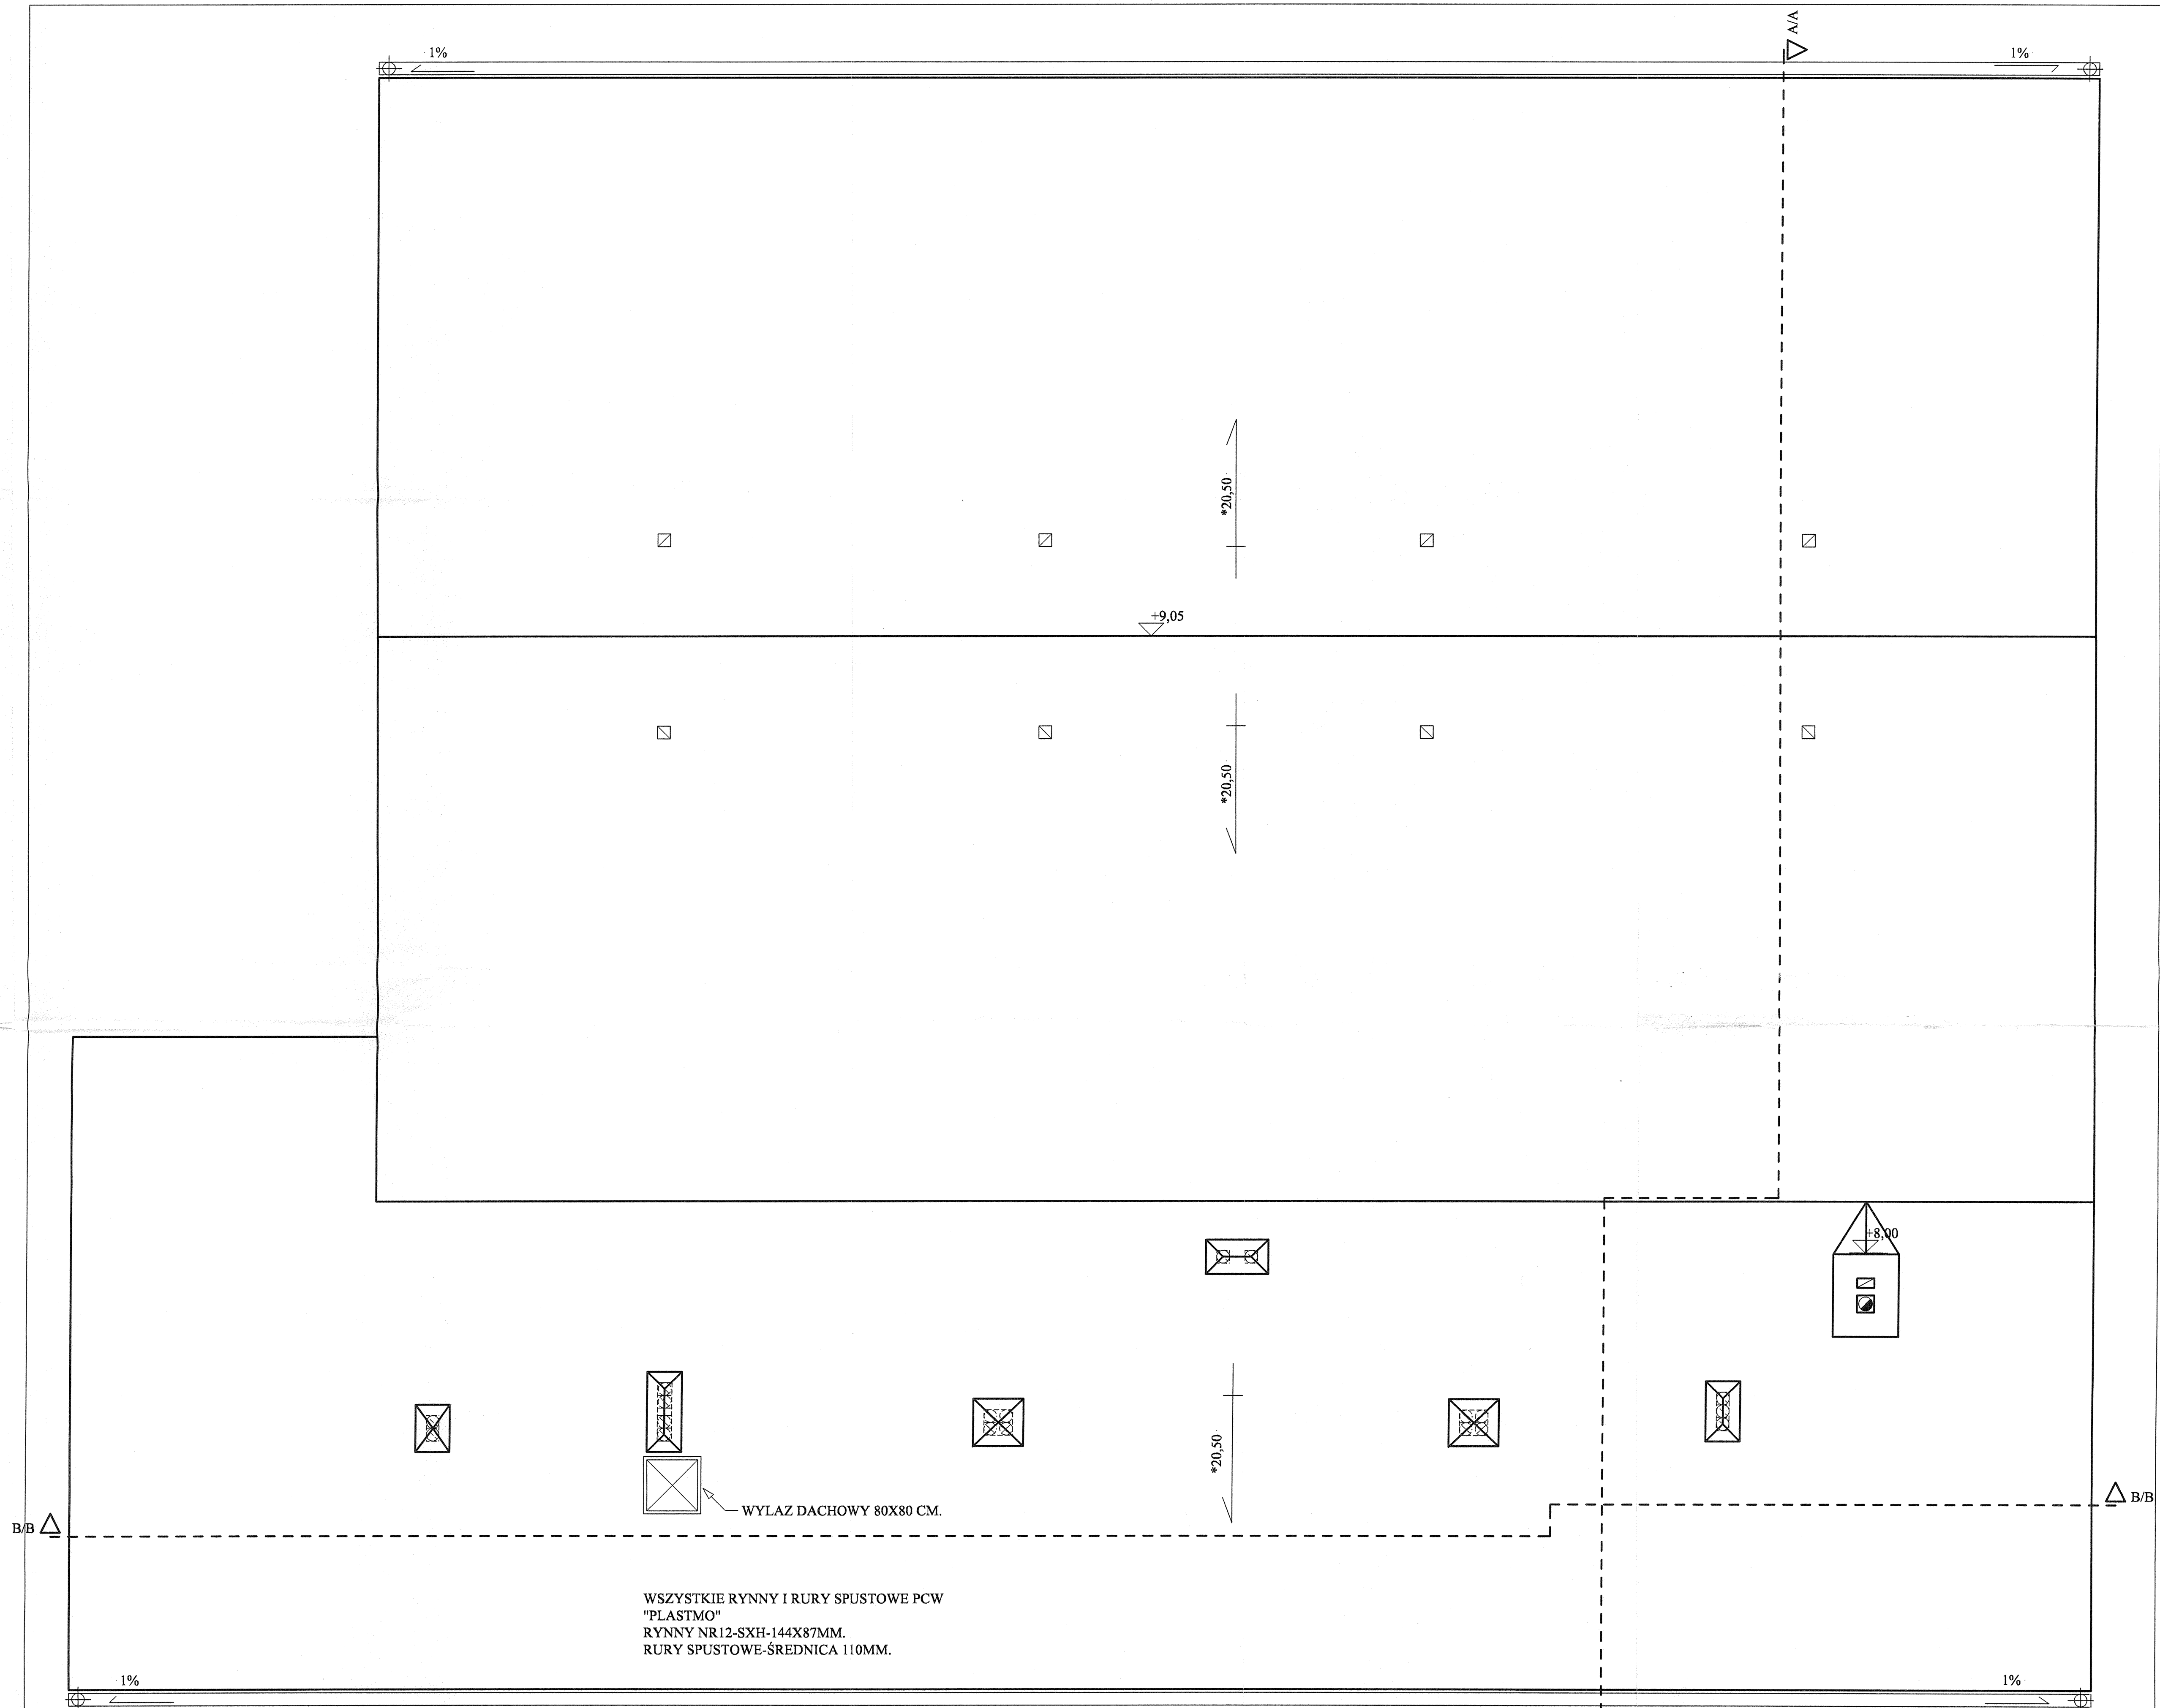 A/A
1%
1%
*20,50
+9,05
*20,50
+8,00
*20,50
WYLAZ DACHOWY 80X80 CM.
B/B
B/B
WSZYSTKIE RYNNY I RURY SPUSTOWE PCW
"PLASTMO"
RYNNY NR12-SXH-144X87MM.
RURY SPUSTOWE-ŚREDNICA 110MM.
1%
1%